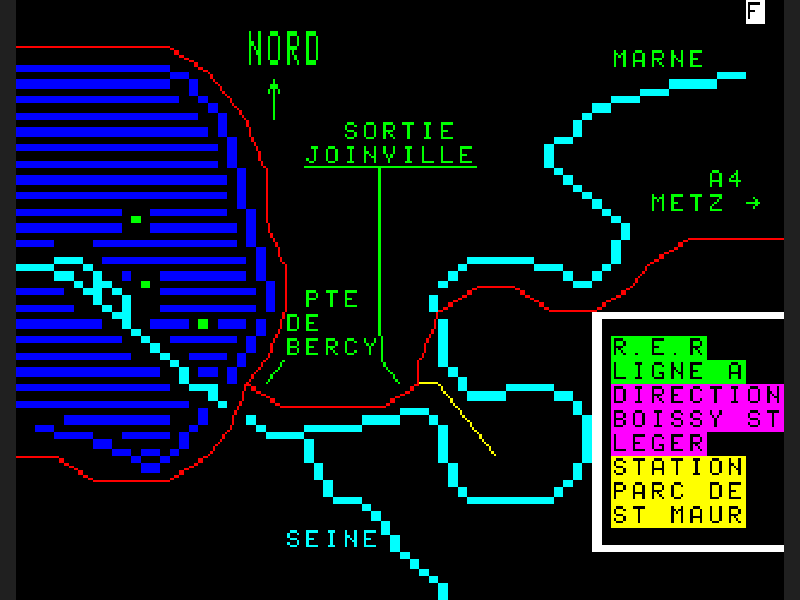 F
NORD
MARNE
SORTIE
JOINVILLE
A4
METZ →
PTE
DE
BERCY
R.E.R
LIGNE A
DIRECTION
BOISSY ST
LEGER
STATION
PARC DE
ST MAUR
SEINE